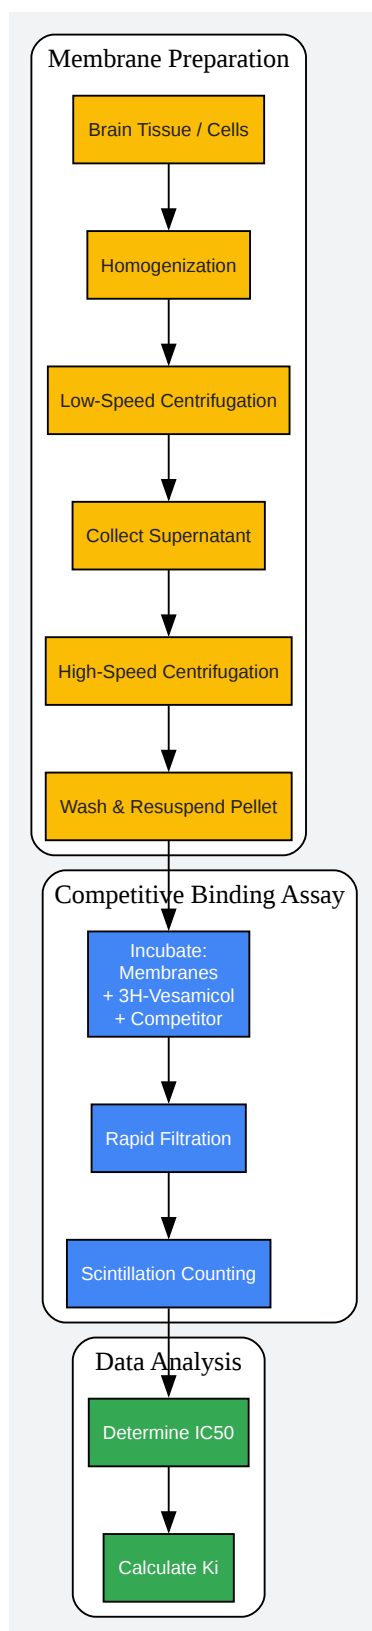 Membrane Preparation
Brain Tissue / Cells
Homogenization
Low-Speed Centrifugation
Collect Supernatant
High-Speed Centrifugation
Wash & Resuspend Pellet
Competitive Binding Assay
Incubate:
Membranes
+ 3H-Vesamicol
+ Competitor
Rapid Filtration
Scintillation Counting
Data Analysis
Determine IC50
Calculate Ki